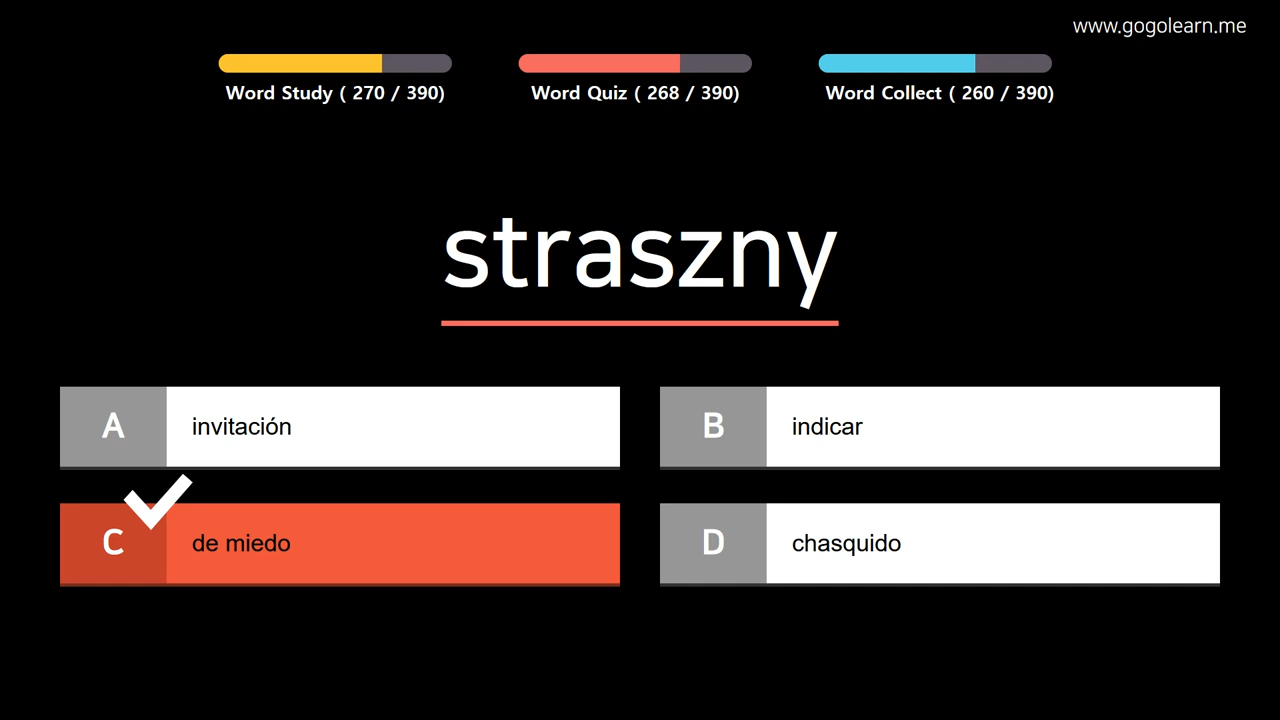 www.gogolearn.me
Word Study ( 270 / 390)
Word Quiz ( 268 / 390)
Word Collect ( 260 / 390)
straszny
A invitación
B indicar
C de miedo
D chasquido